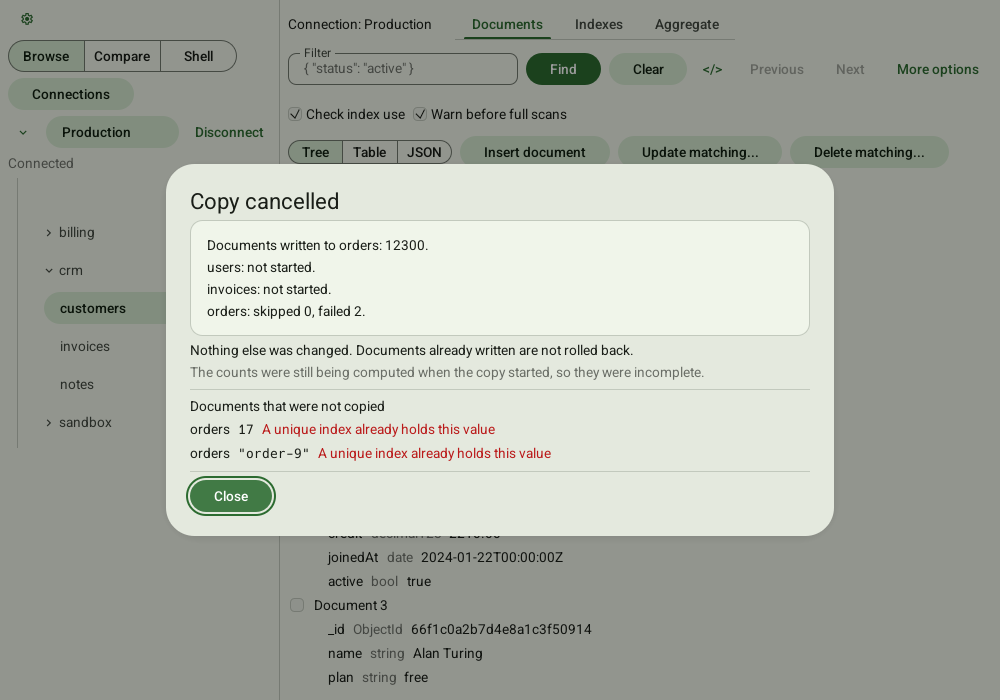 Connection: Production
Documents
Indexes
Aggregate
Browse
Compare
Shell
Filter
{ "status": "active" }
Find
Clear
</>
Previous
Next
More options
Connections
Production
Disconnect
Connected
Check index use
Warn before full scans
Tree
Table
JSON
Insert document
Update matching...
Delete matching...
billing
crm
customers
invoices
notes
sandbox
Copy cancelled
Documents written to orders: 12300.
users: not started.
invoices: not started.
orders: skipped 0, failed 2.
Nothing else was changed. Documents already written are not rolled back.
The counts were still being computed when the copy started, so they were incomplete.
Documents that were not copied
orders 17 A unique index already holds this value
orders "order-9" A unique index already holds this value
Close
joinedAt date 2024-01-22T00:00:00Z
active bool true
Document 3
_id ObjectId 66f1c0a2b7d4e8a1c3f50914
name string Alan Turing
plan string free